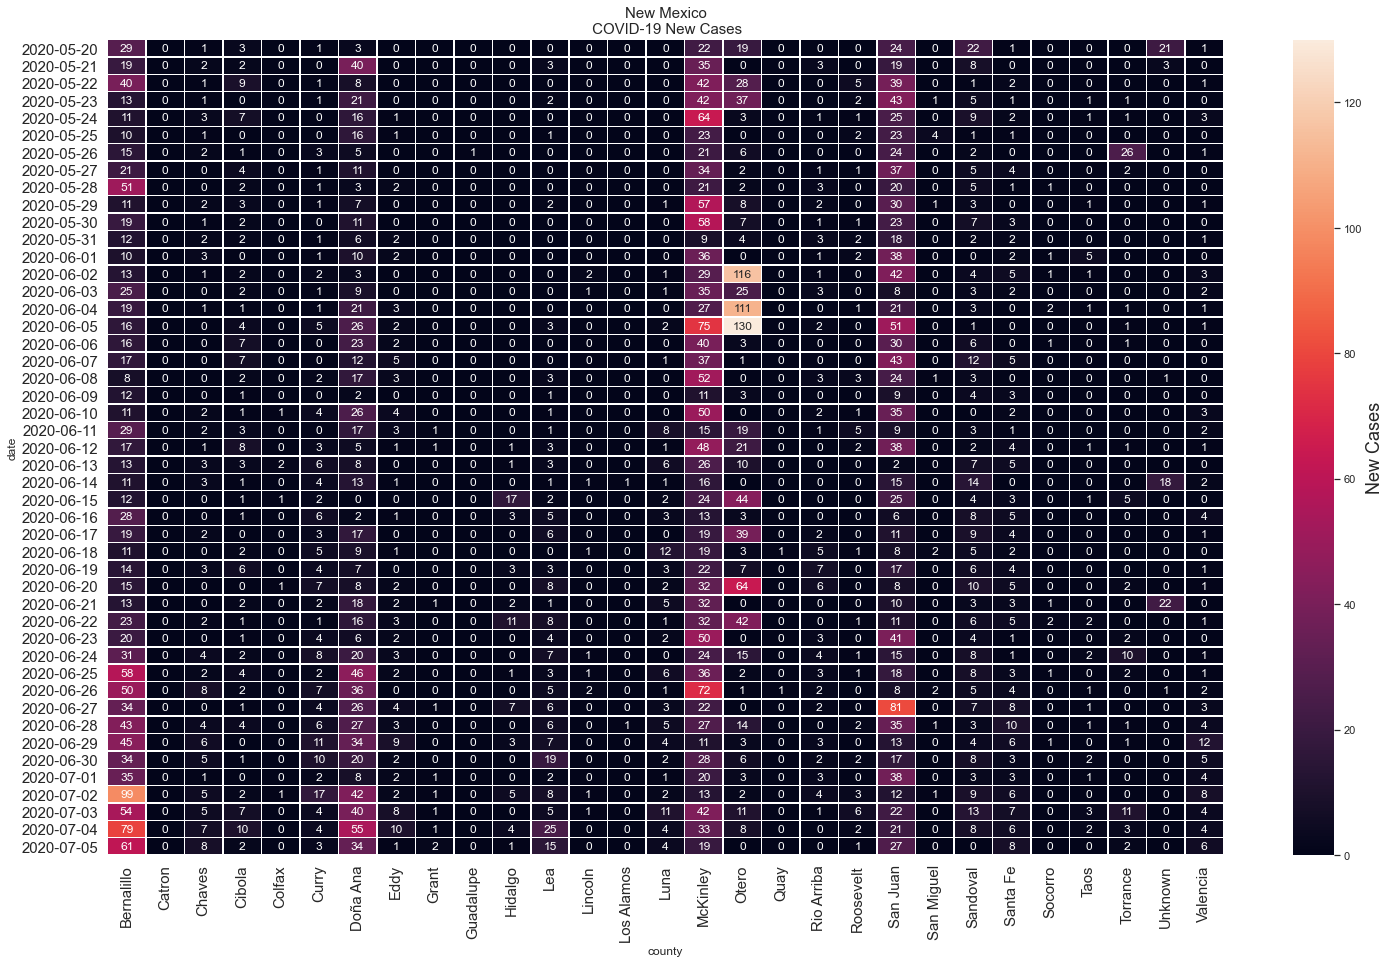 New Mexico
COVID-19 New Cases
2020-05-20 29 0 1 3 0 1 3 0 0 0 0 0 0 0 0 22 19 0 0 0 24 0 22 1 0 0 0 21 1
2020-05-21 19 0 2 2 0 0 40 0 0 0 0 3 0 0 0 35 0 0 3 0 19 0 8 0 0 0 0 3 0
2020-05-22 40 0 1 9 0 1 8 0 0 0 0 0 0 0 0 42 28 0 0 5 39 0 1 2 0 0 0 0 1
2020-05-23 13 0 1 0 0 1 21 0 0 0 0 2 0 0 0 42 37 0 0 2 43 1 5 1 0 1 1 0 0
2020-05-24 11 0 3 7 0 0 16 1 0 0 0 0 0 0 0 64 3 0 1 1 25 0 9 2 0 1 1 0 3
2020-05-25 10 0 1 0 0 0 16 1 0 0 0 1 0 0 0 23 0 0 0 2 23 4 1 1 0 0 0 0 0
2020-05-26 15 0 2 1 0 3 5 0 0 1 0 0 0 0 0 21 6 0 0 0 24 0 2 0 0 0 26 0 1
2020-05-27 21 0 0 4 0 1 11 0 0 0 0 0 0 0 0 34 2 0 1 1 37 0 5 4 0 0 2 0 0
2020-05-28 51 0 0 2 0 1 3 2 0 0 0 0 0 0 0 21 2 0 3 0 20 0 5 1 1 0 0 0 0
2020-05-29 11 0 2 3 0 1 7 0 0 0 0 2 0 0 1 57 8 0 2 0 30 1 3 0 0 1 0 0 1
2020-05-30 19 0 1 2 0 0 11 0 0 0 0 0 0 0 0 58 7 0 1 1 23 0 7 3 0 0 0 0 0
2020-05-31 12 0 2 2 0 1 6 2 0 0 0 0 0 0 0 9 4 0 3 2 18 0 2 2 0 0 0 0 1
2020-06-01 10 0 3 0 0 1 10 2 0 0 0 0 0 0 0 36 0 0 1 2 38 0 0 2 1 5 0 0 0
2020-06-02 13 0 1 2 0 2 3 0 0 0 0 0 2 0 1 29 116 0 1 0 42 0 4 5 1 1 0 0 3
2020-06-03 25 0 0 2 0 1 9 0 0 0 0 0 1 0 1 35 25 0 3 0 8 0 3 2 0 0 0 0 2
2020-06-04 19 0 1 1 0 1 21 3 0 0 0 0 0 0 0 27 111 0 0 1 21 0 3 0 2 1 1 0 1
2020-06-05 16 0 0 4 0 5 26 2 0 0 0 3 0 0 2 75 130 0 2 0 51 0 1 0 0 0 1 0 1
2020-06-06 16 0 0 7 0 0 23 2 0 0 0 0 0 0 0 40 3 0 0 0 30 0 6 0 1 0 1 0 0
2020-06-07 17 0 0 7 0 0 12 5 0 0 0 0 0 0 1 37 1 0 0 0 43 0 12 5 0 0 0 0 0
2020-06-08 8 0 0 2 0 2 17 3 0 0 0 3 0 0 0 52 0 0 3 3 24 1 3 0 0 0 0 1 0
2020-06-09 12 0 0 1 0 0 2 0 0 0 0 1 0 0 0 11 3 0 0 0 9 0 4 3 0 0 0 0 0
2020-06-10 11 0 2 1 1 4 26 4 0 0 0 1 0 0 0 50 0 0 2 1 35 0 0 2 0 0 0 0 3
2020-06-11 29 0 2 3 0 0 17 3 1 0 0 1 0 0 8 15 19 0 1 5 9 0 3 1 0 0 0 0 2
2020-06-12 17 0 1 8 0 3 5 1 1 0 1 3 0 0 0 48 21 0 0 2 38 0 2 4 0 1 1 0 1
2020-06-13 13 0 3 3 2 6 8 0 0 0 1 3 0 0 6 26 10 0 0 0 2 0 7 5 0 0 0 0 0
2020-06-14 11 0 3 1 0 4 13 1 0 0 0 0 1 1 1 16 0 0 0 0 15 0 14 0 0 0 0 18 2
2020-06-15 12 0 0 1 1 2 0 0 0 0 17 2 0 0 2 24 44 0 0 0 25 0 4 3 0 1 5 0 0
2020-06-16 28 0 0 1 0 6 2 1 0 0 3 5 0 0 3 13 3 0 0 0 6 0 8 5 0 0 0 0 4
2020-06-17 19 0 2 0 0 3 17 0 0 0 0 6 0 0 0 19 39 0 2 0 11 0 9 4 0 0 0 0 1
2020-06-18 11 0 0 2 0 5 9 1 0 0 0 0 1 0 12 19 3 1 5 1 8 2 5 2 0 0 0 0 0
2020-06-19 14 0 3 6 0 4 7 0 0 0 3 3 0 0 3 22 7 0 7 0 17 0 6 4 0 0 0 0 1
2020-06-20 15 0 0 0 1 7 8 2 0 0 0 8 0 0 2 32 64 0 6 0 8 0 10 5 0 0 2 0 1
2020-06-21 13 0 0 2 0 2 18 2 1 0 2 1 0 0 5 32 0 0 0 0 10 0 3 3 1 0 0 22 0
2020-06-22 23 0 2 1 0 1 16 3 0 0 11 8 0 0 1 32 42 0 0 1 11 0 6 5 2 2 0 0 1
2020-06-23 20 0 0 1 0 4 6 2 0 0 0 4 0 0 2 50 0 0 3 0 41 0 4 1 0 0 2 0 0
2020-06-24 31 0 4 2 0 8 20 3 0 0 0 7 1 0 0 24 15 0 4 1 15 0 8 1 0 2 10 0 1
2020-06-25 58 0 2 4 0 2 46 2 0 0 1 3 1 0 6 36 2 0 3 1 18 0 8 3 1 0 2 0 1
2020-06-26 50 0 8 2 0 7 36 0 0 0 0 5 2 0 1 72 1 1 2 0 8 2 5 4 0 1 0 1 2
2020-06-27 34 0 0 1 0 4 26 4 1 0 7 6 0 0 3 22 0 0 2 0 81 0 7 8 0 1 0 0 3
2020-06-28 43 0 4 4 0 6 27 3 0 0 0 6 0 1 5 27 14 0 0 2 35 1 3 10 0 1 1 0 4
2020-06-29 45 0 6 0 0 11 34 9 0 0 3 7 0 0 4 11 3 0 3 0 13 0 4 6 1 0 1 0 12
2020-06-30 34 0 5 1 0 10 20 2 0 0 0 19 0 0 2 28 6 0 2 2 17 0 8 3 0 2 0 0 5
2020-07-01 35 0 1 0 0 2 8 2 1 0 0 2 0 0 1 20 3 0 3 0 38 0 3 3 0 1 0 0 4
2020-07-02 99 0 5 2 1 17 42 2 1 0 5 8 1 0 2 13 2 0 4 3 12 1 9 6 0 0 0 0 8
2020-07-03 54 0 5 7 0 4 40 8 1 0 0 5 1 0 11 42 11 0 1 6 22 0 13 7 0 3 11 0 4
2020-07-04 79 0 7 10 0 4 55 10 1 0 4 25 0 0 4 33 8 0 0 2 21 0 8 6 0 2 3 0 4
2020-07-05 61 0 8 2 0 3 34 1 2 0 1 15 0 0 4 19 0 0 0 1 27 0 0 8 0 0 2 0 6
date
Bernalillo Catron Chaves Cibola Colfax Curry Doña Ana Eddy Grant Guadalupe Hidalgo Lea Lincoln Los Alamos Luna McKinley Otero Quay Rio Arriba Roosevelt San Juan San Miguel Sandoval Santa Fe Socorro Taos Torrance Unknown Valencia
county
120
100
80
60
40
20
0
New Cases